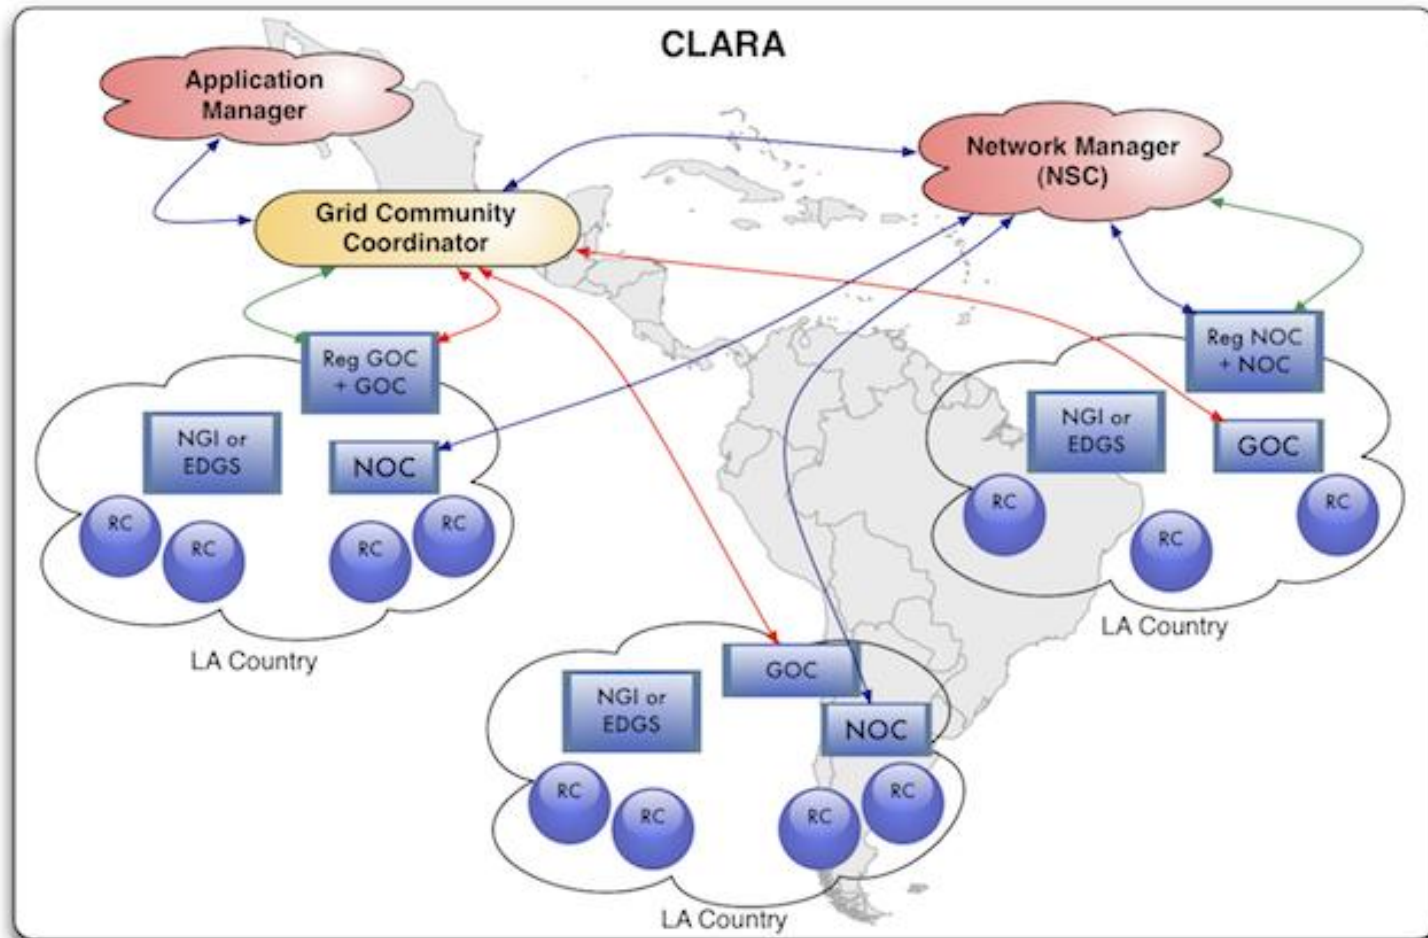 CLARA
Application
Manager
Network Manager
(NSC)
Grid Community
Coordinator
Reg GOC
+ GOC
NGI or
EDGS
NOC
RC
RC
RC
RC
LA Country
Reg NOC
+ NOC
NGI or
EDGS
GOC
RC
RC
RC
LA Country
GOC
NGI or
EDGS
NOC
RC
RC
RC
RC
LA Country